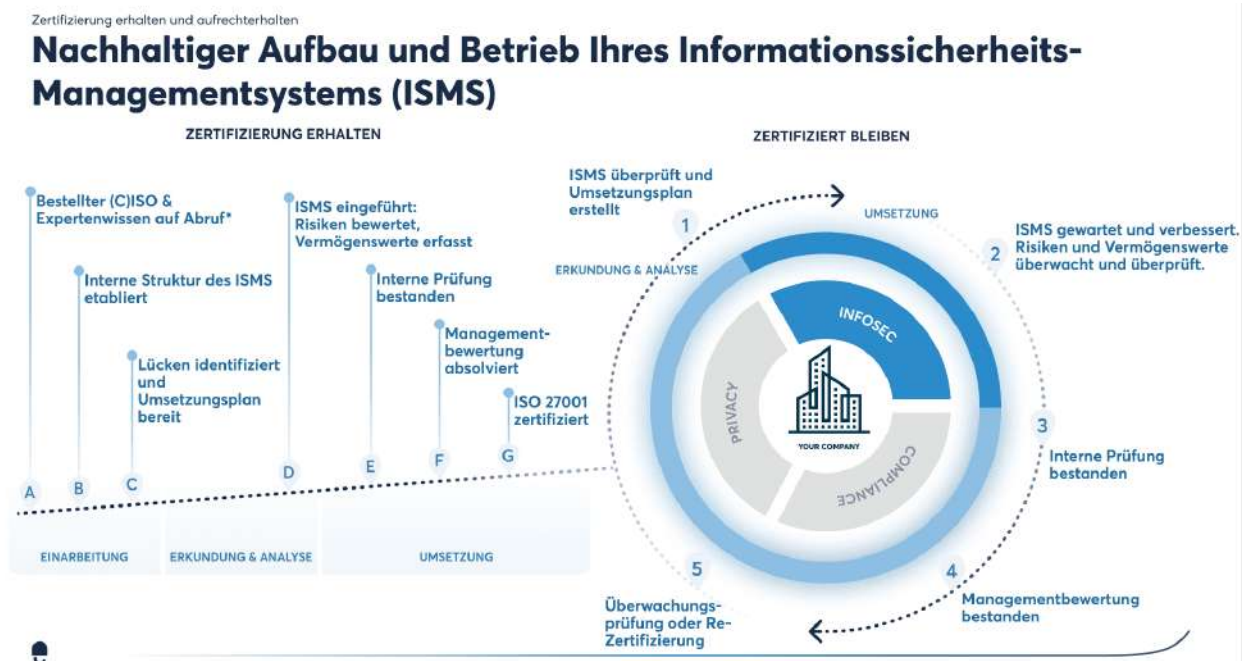 Zertifizierung erhalten und aufrechterhalten
Nachhaltiger Aufbau und Betrieb Ihres Informationssicherheits-
Managementsystems (ISMS)
ZERTIFIZIERUNG ERHALTEN
Bestellter (C)ISO &
Expertenwissen auf Abruf*
Interne Struktur des ISMS
etabliert
Lücken identifiziert
und
Umsetzungsplan
bereit
ISMS eingeführt:
Risiken bewertet,
Vermögenswerte erfasst
Interne Prüfung
bestanden
Management-
bewertung
absolviert
ISO 27001
zertifiziert
A
B
C
D
E
F
G
EINARBEITUNG
ERKUNDUNG & ANALYSE
UMSETZUNG
ZERTIFIZIERT BLEIBEN
ISMS überprüft und
Umsetzungsplan
erstellt
1
ERKUNDUNG & ANALYSE
UMSETZUNG
2
ISMS gewartet und verbessert.
Risiken und Vermögenswerte
überwacht und überprüft.
INFOSEC
PRIVACY
COMPLIANCE
YOUR COMPANY
3
Interne Prüfung
bestanden
4
Managementbewertung
bestanden
5
Überwachungs-
prüfung oder Re-
Zertifizierung